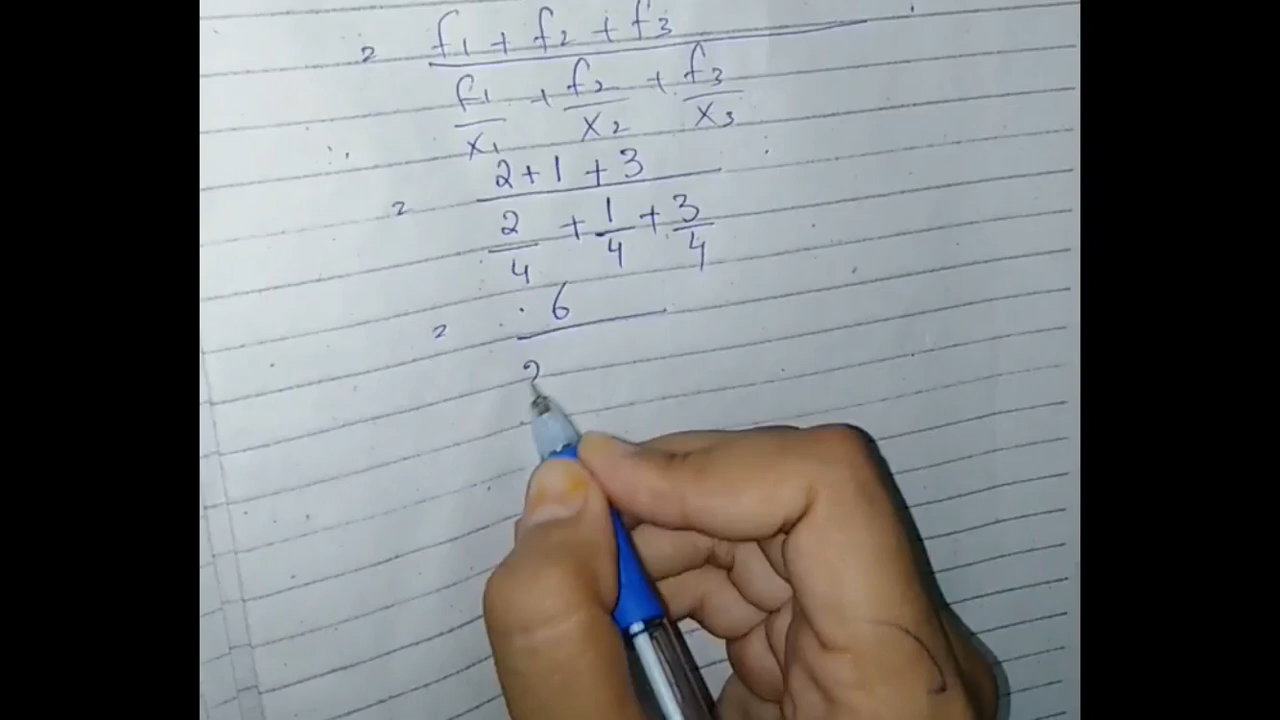 = f1 + f2 + f3
f1/x1 + f2/x2 + f3/x3
= 2 + 1 + 3
2/4 + 1/4 + 3/4
= 6
2